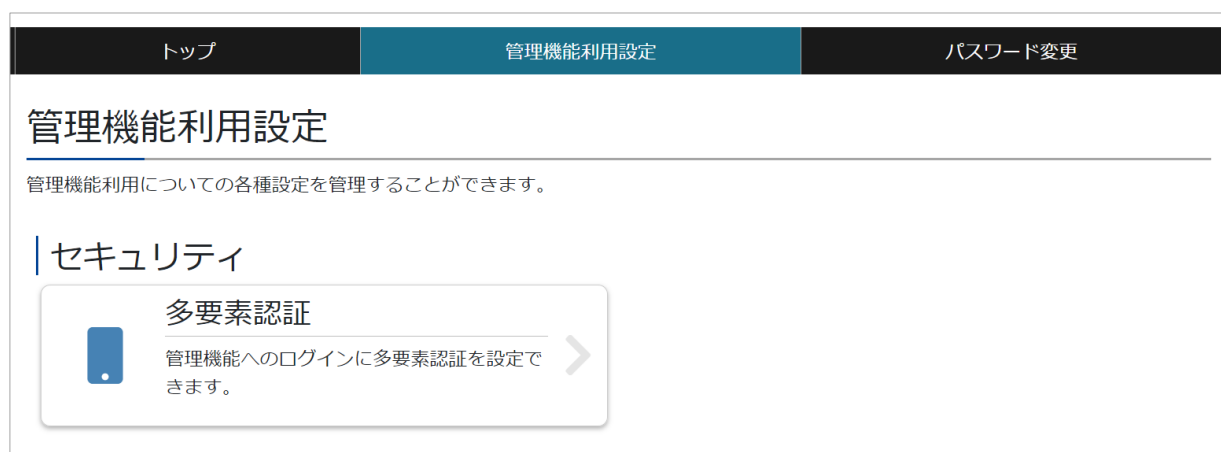 トップ
管理機能利用設定
パスワード変更
管理機能利用設定
管理機能利用についての各種設定を管理することができます。
セキュリティ
多要素認証
管理機能へのログインに多要素認証を設定で
きます。